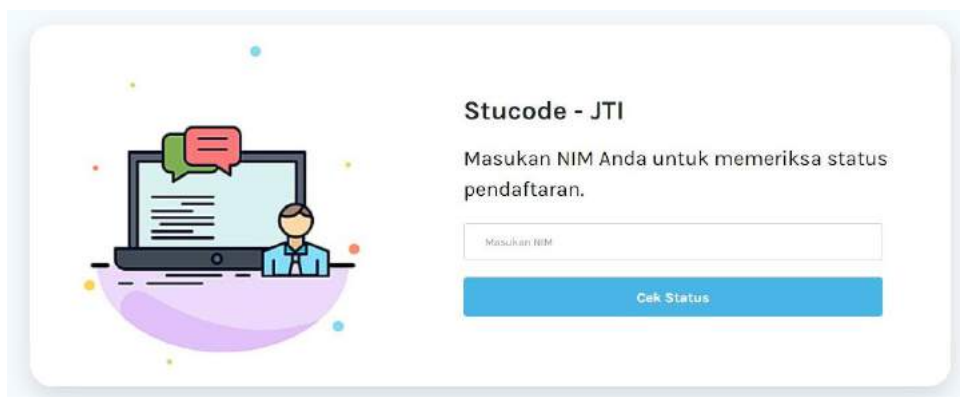 Stucode - JTI
Masukan NIM Anda untuk memeriksa status
pendaftaran.
Masukan NIM
Cek Status